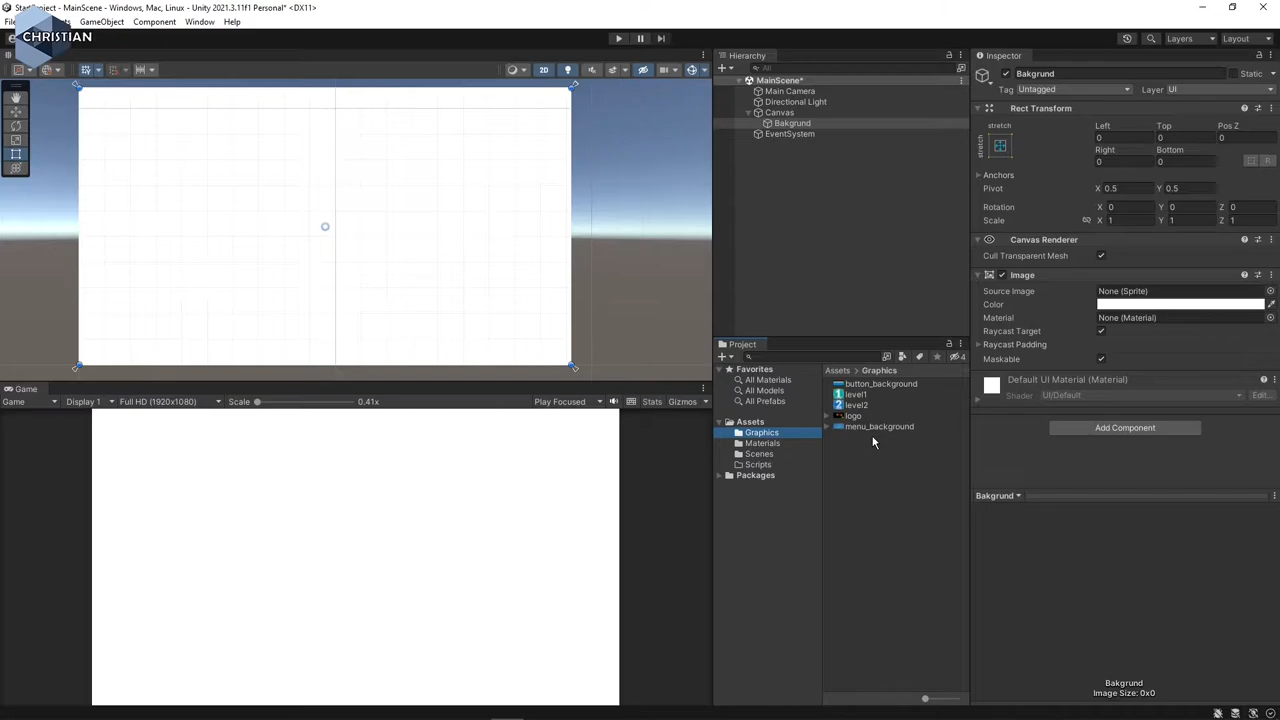 StartProject - MainScene - Windows, Mac, Linux - Unity 2021.3.11f1 Personal* <DX11>
GameObject Component Window Help
CHRISTIAN
Layers Layout
2D
Game
Game Display 1 Full HD (1920x1080) Scale 0.41x Play Focused Stats Gizmos
Hierarchy
All
MainScene*
Main Camera
Directional Light
Canvas
Bakgrund
EventSystem
Project
4
Favorites
All Materials
All Models
All Prefabs
Assets
Graphics
Materials
Scenes
Scripts
Packages
Assets > Graphics
button_background
level1
level2
logo
menu_background
Inspector
Bakgrund Static
Tag Untagged Layer UI
Rect Transform
stretch
stretch
Left Top Pos Z
0 0 0
Right Bottom
0 0
R
Anchors
Pivot X 0.5 Y 0.5
Rotation X 0 Y 0 Z 0
Scale X 1 Y 1 Z 1
Canvas Renderer
Cull Transparent Mesh
Image
Source Image None (Sprite)
Color
Material None (Material)
Raycast Target
Raycast Padding
Maskable
Default UI Material (Material)
Shader UI/Default Edit...
Add Component
Bakgrund
Bakgrund
Image Size: 0x0